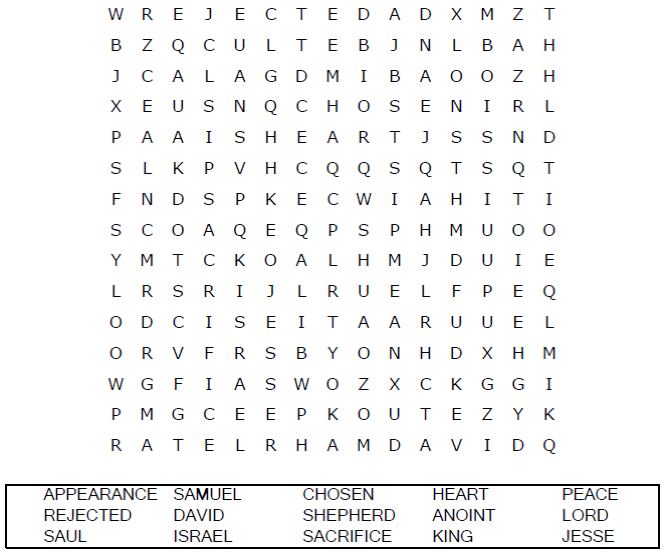 W R E J E C T E D A D X M Z T
B Z Q C U L T E B J N L B A H
J C A L A G D M I B A O O Z H
X E U S N Q C H O S E N I R L
P A A I S H E A R T J S S N D
S L K P V H C Q Q S Q T S Q T
F N D S P K E C W I A H I T I
S C O A Q E Q P S P H M U O O
Y M T C K O A L H M J D U I E
L R S R I J L R U E L F P E Q
O D C I S E I T A A R U U E L
O R V F R S B Y O N H D X H M
W G F I A S W O Z X C K G G I
P M G C E E P K O U T E Z Y K
R A T E L R H A M D A V I D Q
APPEARANCE SAMUEL CHOSEN HEART PEACE
REJECTED DAVID SHEPHERD ANOINT LORD
SAUL ISRAEL SACRIFICE KING JESSE